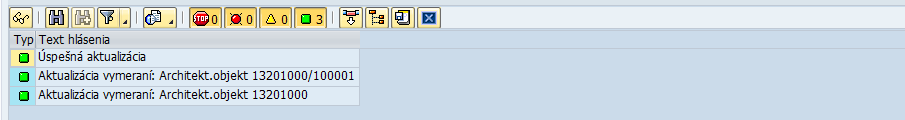 STOP 0 0 0 3
Typ Text hlásenia
Úspešná aktualizácia
Aktualizácia vymeraní: Architekt.objekt 13201000/100001
Aktualizácia vymeraní: Architekt.objekt 13201000